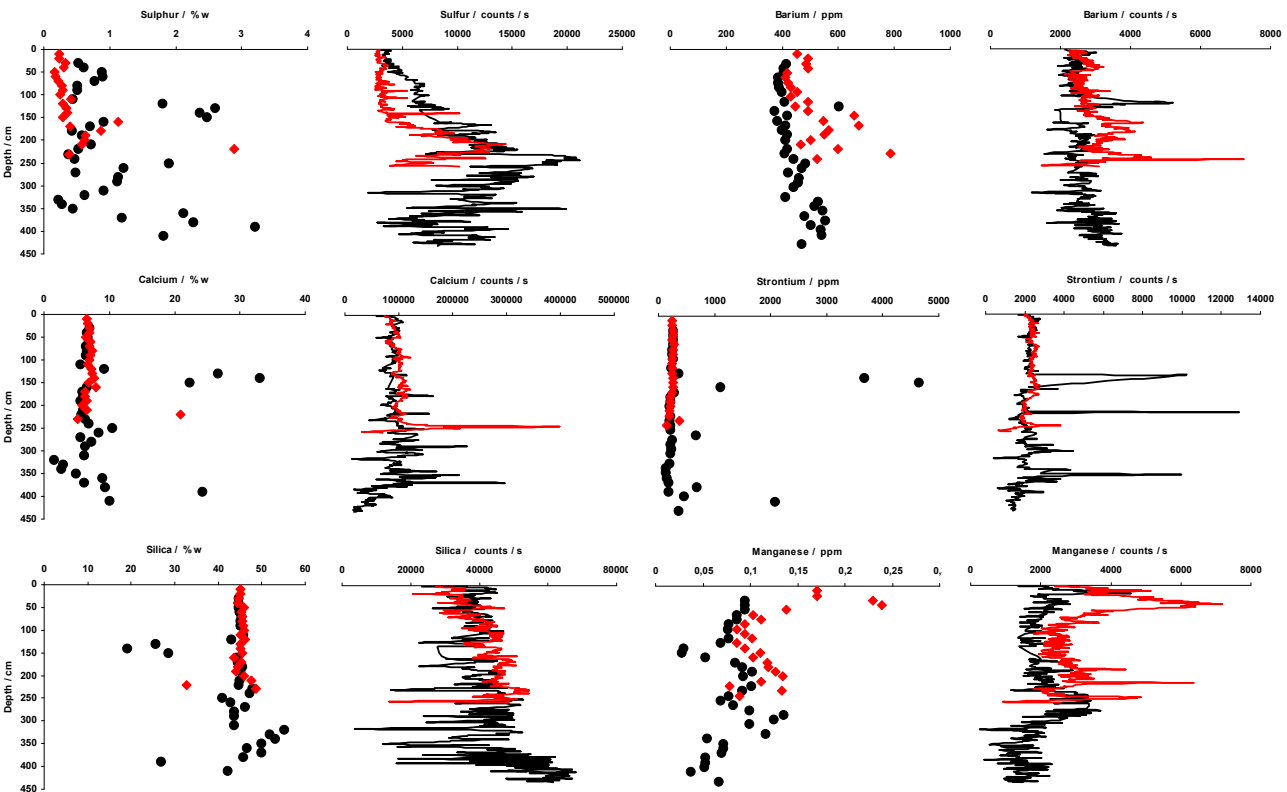 Sulphur / %w
0 1 2 3 4
0
50
100
150
200
250
300
350
400
450
Depth / cm
Sulfur / counts / s
0 5000 10000 15000 20000 25000
Barium / ppm
0 200 400 600 800 1000
Barium / counts / s
0 2000 4000 6000 8000
Calcium / %w
0 10 20 30 40
0
50
100
150
200
250
300
350
400
450
Depth / cm
Calcium / counts / s
0 100000 200000 300000 400000 500000
Strontium / ppm
0 1000 2000 3000 4000 5000
Strontium / counts / s
0 2000 4000 6000 8000 10000 12000 14000
Silica / %w
0 10 20 30 40 50 60
0
50
100
150
200
250
300
350
400
450
Depth / cm
Silica / counts / s
0 20000 40000 60000 80000
Manganese / ppm
0 0,05 0,1 0,15 0,2 0,25 0,
Manganese / counts / s
0 2000 4000 6000 8000